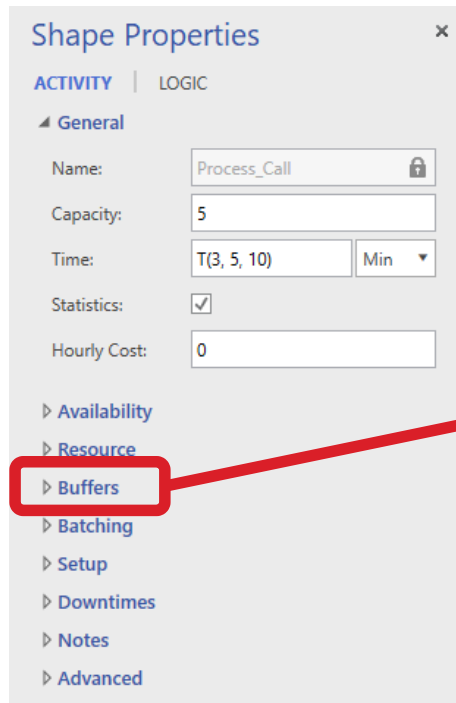 Shape Properties
ACTIVITY | LOGIC
General
Name: Process_Call
Capacity: 5
Time: T(3, 5, 10) Min
Statistics:
Hourly Cost: 0
Availability
Resource
Buffers
Batching
Setup
Downtimes
Notes
Advanced